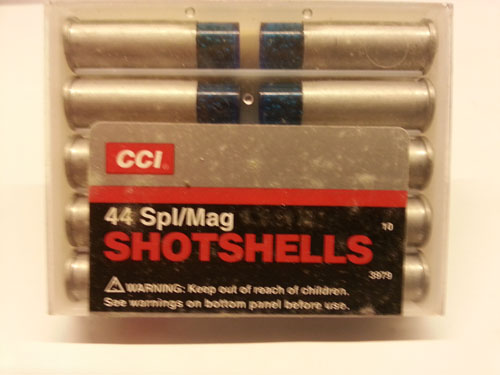 CCI
44 Spl/Mag
10
SHOTSHELLS
3979
WARNING: Keep out of reach of children.
See warnings on bottom panel before use.